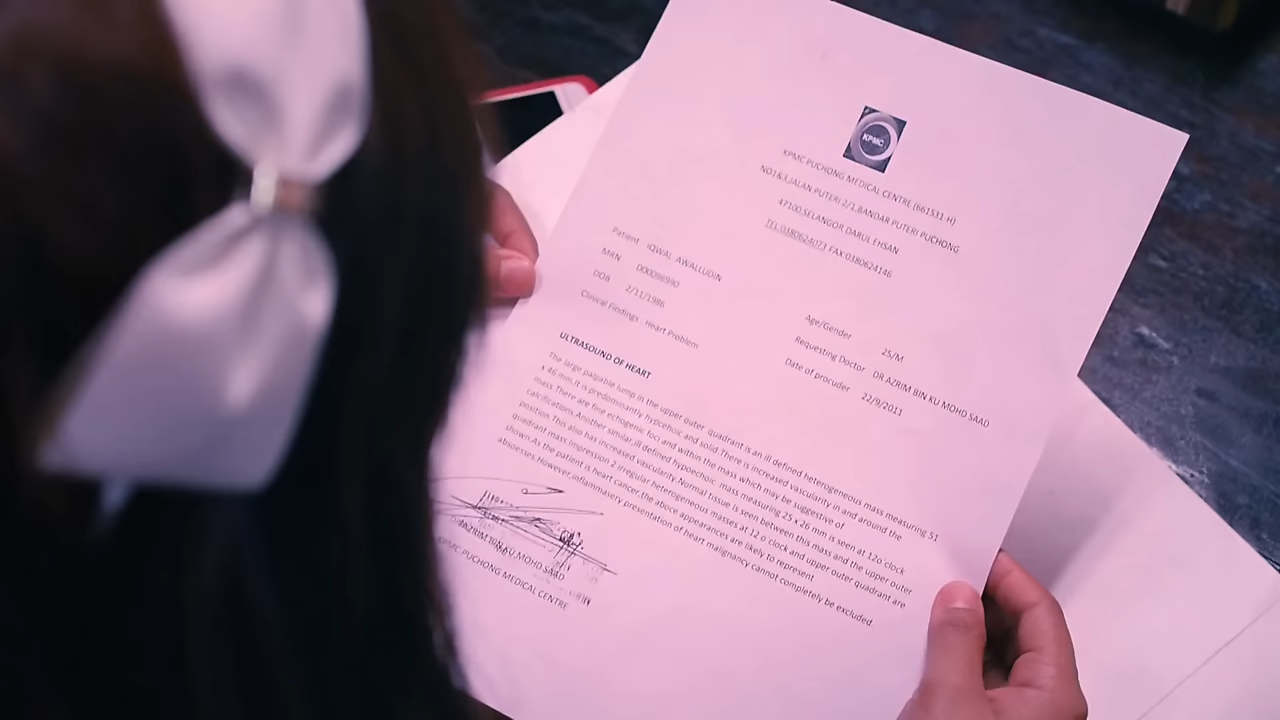 KPMC
KPMC PUCHONG MEDICAL CENTRE (661531-H)
NO1&3,JALAN PUTERI 2/1,BANDAR PUTERI PUCHONG
47100,SELANGOR DARUL EHSAN
TEL:0380624073 FAX:0380624146
Patient IQWAL AWALLUDIN
MRN D00096990
DOB 2/11/1986
Clinical Findings : Heart Problem
Age/Gender 25/M
Requesting Doctor DR AZRIM BIN KU MOHD SAAD
Date of procuder 22/9/2011
ULTRASOUND OF HEART
The large palpable lump in the upper outer quadrant is an ill defined heterogeneous mass measuring 51
x 46 mm.It is predominantly hypicehoic and solid.There is increased vascularity in and around the
mass.There are fine echogenic foci and within the mass which may be suggestive of
calcifications.Another similar,ill defined hypoechoic mass measuring 25 x 26 mm is seen at 12o clock
position.This also has increased vascularity.Normal tissue is seen between this mass and the upper outer
quadrant mass.Impression 2 irregular heterogeneous masses at 12 o clock and upper outer quadrant are
shown.As the patient is heart cancer,the aboce appearances are likely to represent
absoesses.However,inflammasery presentation of heart malignancy cannot completely be excluded.
AZRIM BIN KU MOHD SAAD
KPMC PUCHONG MEDICAL CENTRE